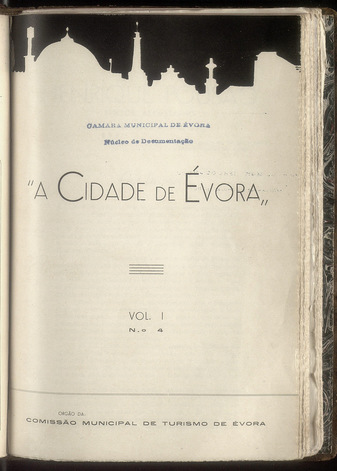 CAMARA MUNICIPAL DE ÉVORA
Núcleo de Documentação
"A CIDADE DE ÉVORA"
VOL. I
N.º 4
ORGÃO DA
COMISSÃO MUNICIPAL DE TURISMO DE ÉVORA